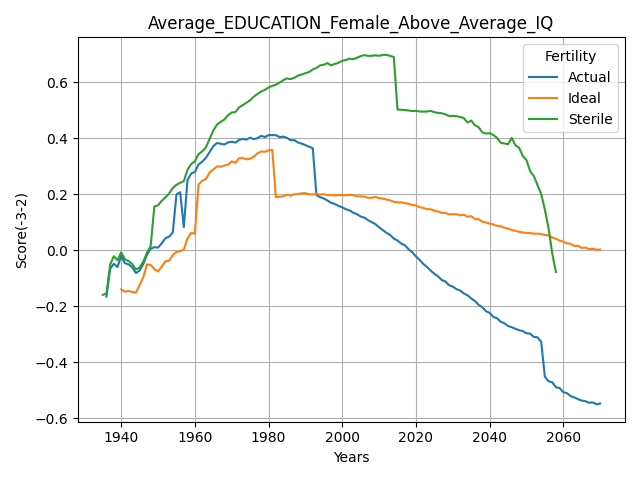 Average_EDUCATION_Female_Above_Average_IQ
Fertility
Actual
Ideal
Sterile
Score(-3-2)
0.6
0.4
0.2
0.0
−0.2
−0.4
−0.6
1940 1960 1980 2000 2020 2040 2060
Years